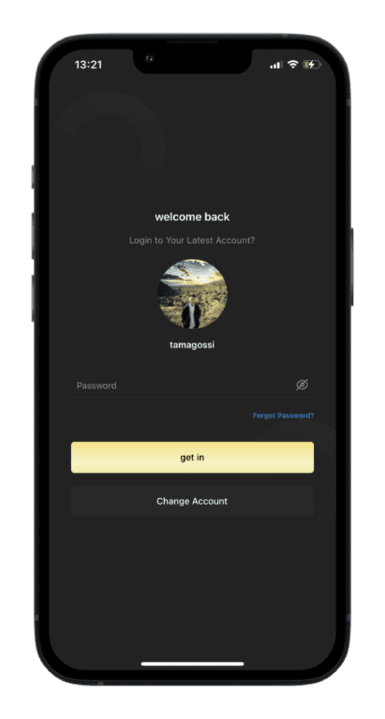 13:21
welcome back
Login to Your Latest Account?
tamagossi
Password
Forgot Password?
get in
Change Account